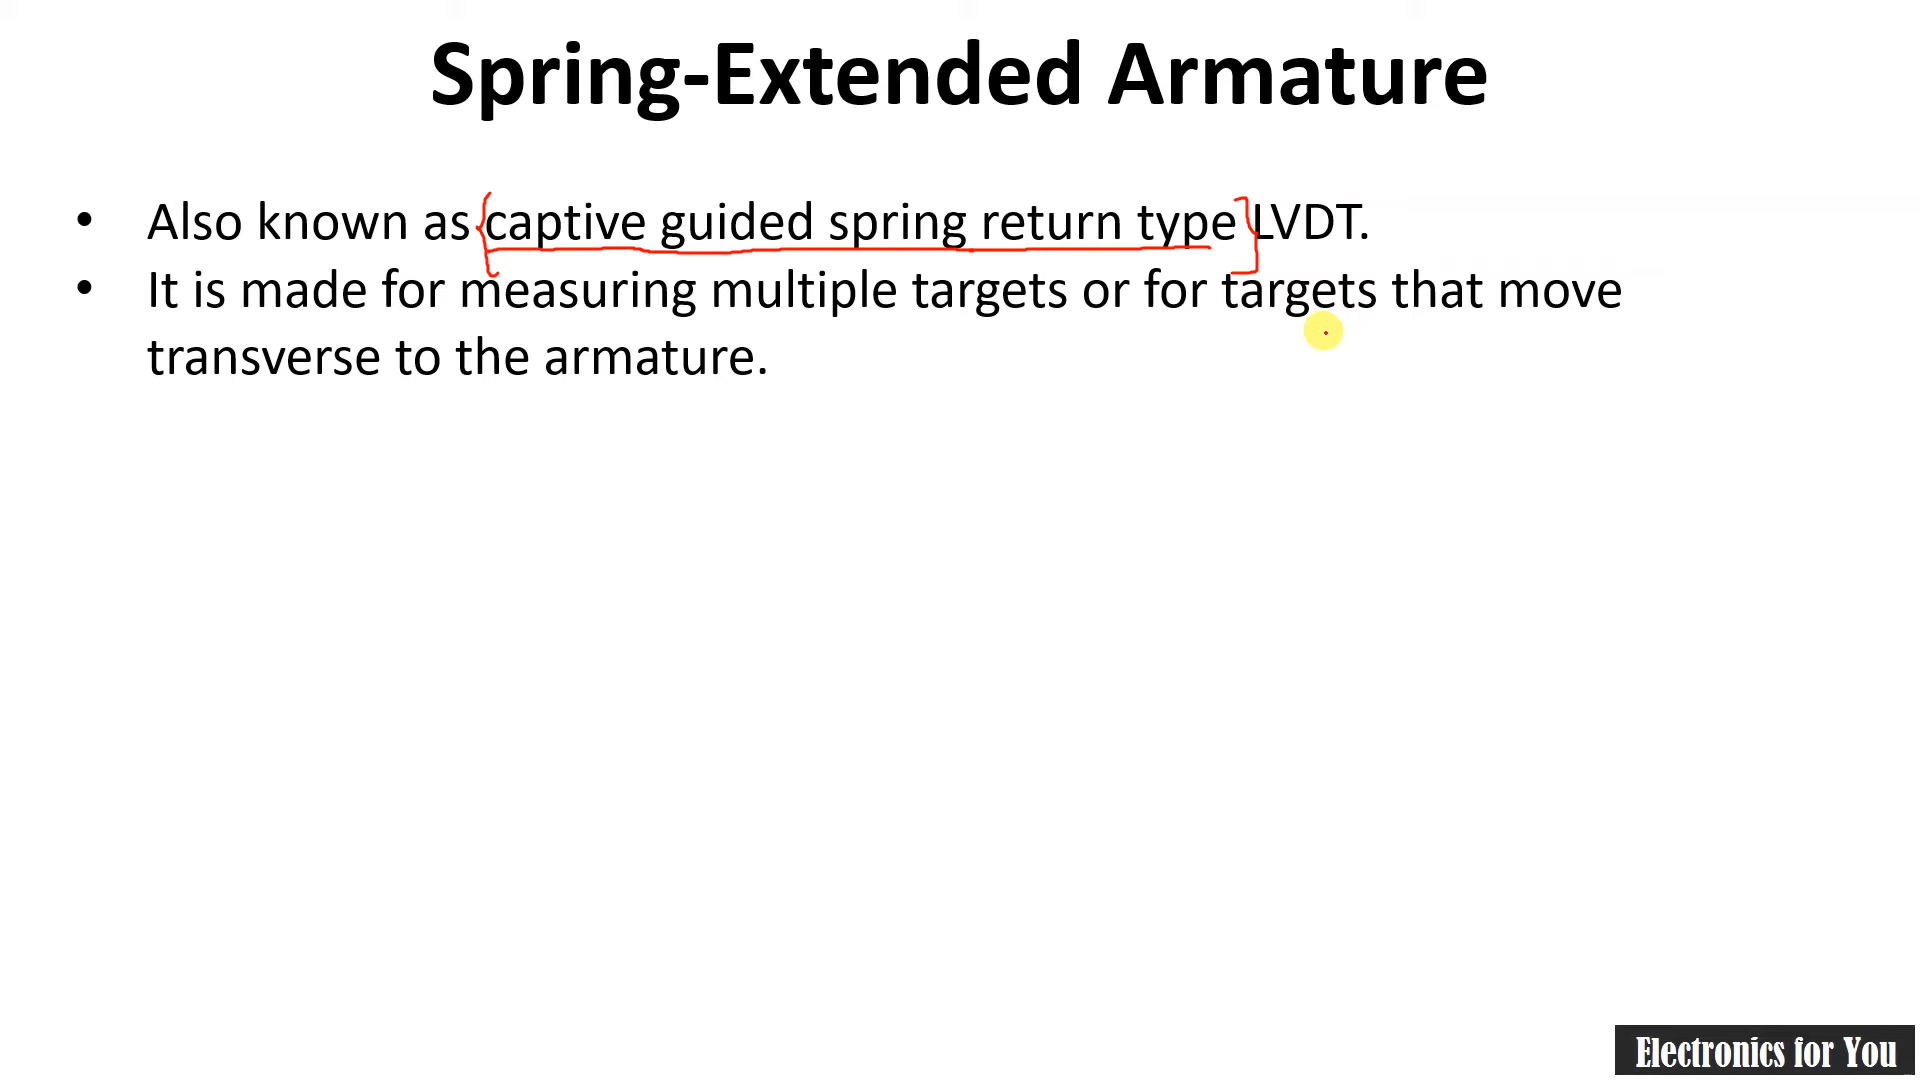 Spring-Extended Armature
• Also known as captive guided spring return type LVDT.
• It is made for measuring multiple targets or for targets that move
transverse to the armature.
Electronics for You